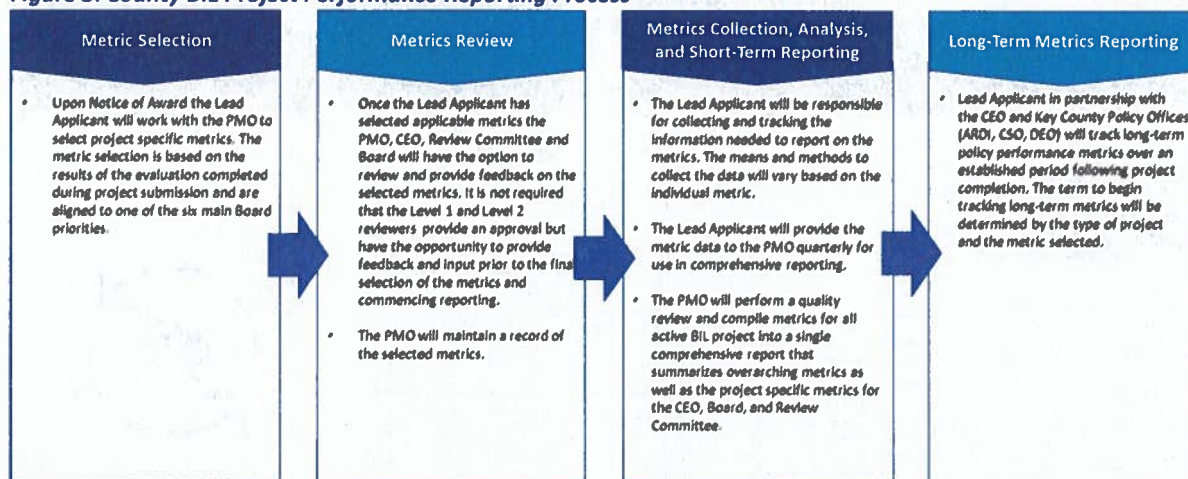 Figure 5: County BIL Project Performance Reporting Process
Metric Selection
• Upon Notice of Award the Lead
Applicant will work with the PMO to
select project specific metrics. The
metric selection is based on the
results of the evaluation completed
during project submission and are
aligned to one of the six main Board
priorities.
Metrics Review
• Once the Lead Applicant has
selected applicable metrics the
PMO, CEO, Review Committee and
Board will have the option to
review and provide feedback on the
selected metrics. It is not required
that the Level 1 and Level 2
reviewers provide an approval but
have the opportunity to provide
feedback and input prior to the final
selection of the metrics and
commencing reporting.
• The PMO will maintain a record of
the selected metrics.
Metrics Collection, Analysis,
and Short-Term Reporting
• The Lead Applicant will be responsible
for collecting and tracking the
information needed to report on the
metrics. The means and methods to
collect the data will vary based on the
individual metric.
• The Lead Applicant will provide the
metric data to the PMO quarterly for
use in comprehensive reporting.
• The PMO will perform a quality
review and compile metrics for all
active BIL project into a single
comprehensive report that
summarizes overarching metrics as
well as the project specific metrics for
the CEO, Board, and Review
Committee.
Long-Term Metrics Reporting
• Lead Applicant in partnership with
the CEO and Key County Policy Offices
(ARDI, CSO, DEO) will track long-term
policy performance metrics over an
established period following project
completion. The term to begin
tracking long-term metrics will be
determined by the type of project
and the metric selected.